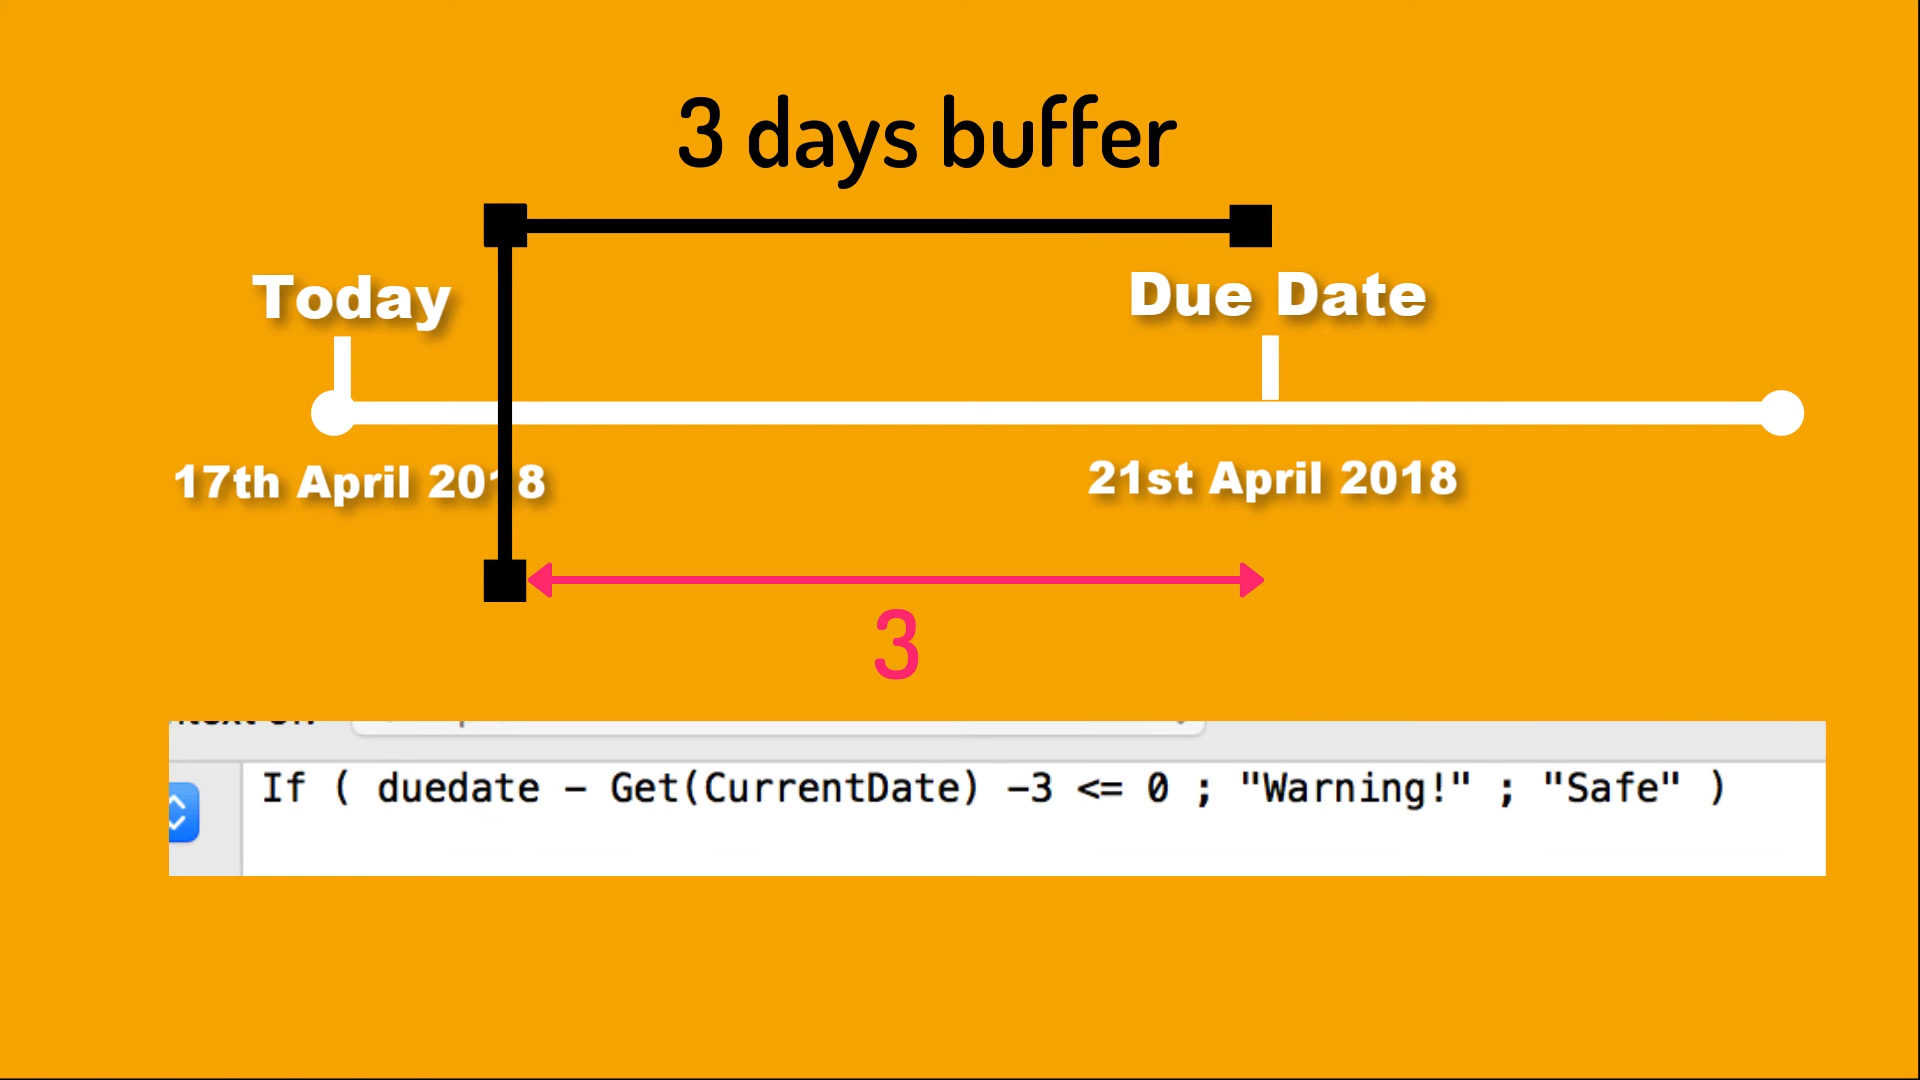 3 days buffer
Today
Due Date
17th April 2018
21st April 2018
3
If ( duedate - Get(CurrentDate) -3 <= 0 ; "Warning!" ; "Safe" )